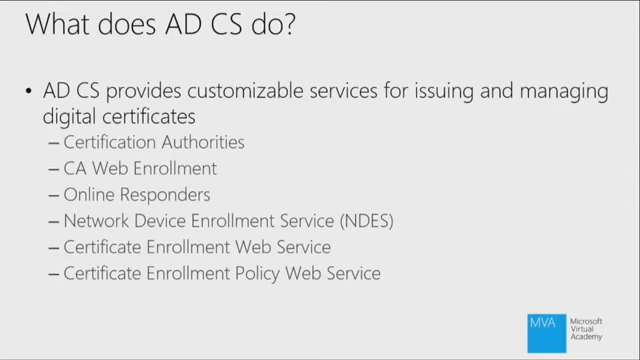 What does AD CS do?
• AD CS provides customizable services for issuing and managing
digital certificates
– Certification Authorities
– CA Web Enrollment
– Online Responders
– Network Device Enrollment Service (NDES)
– Certificate Enrollment Web Service
– Certificate Enrollment Policy Web Service
MVA
Microsoft
Virtual
Academy